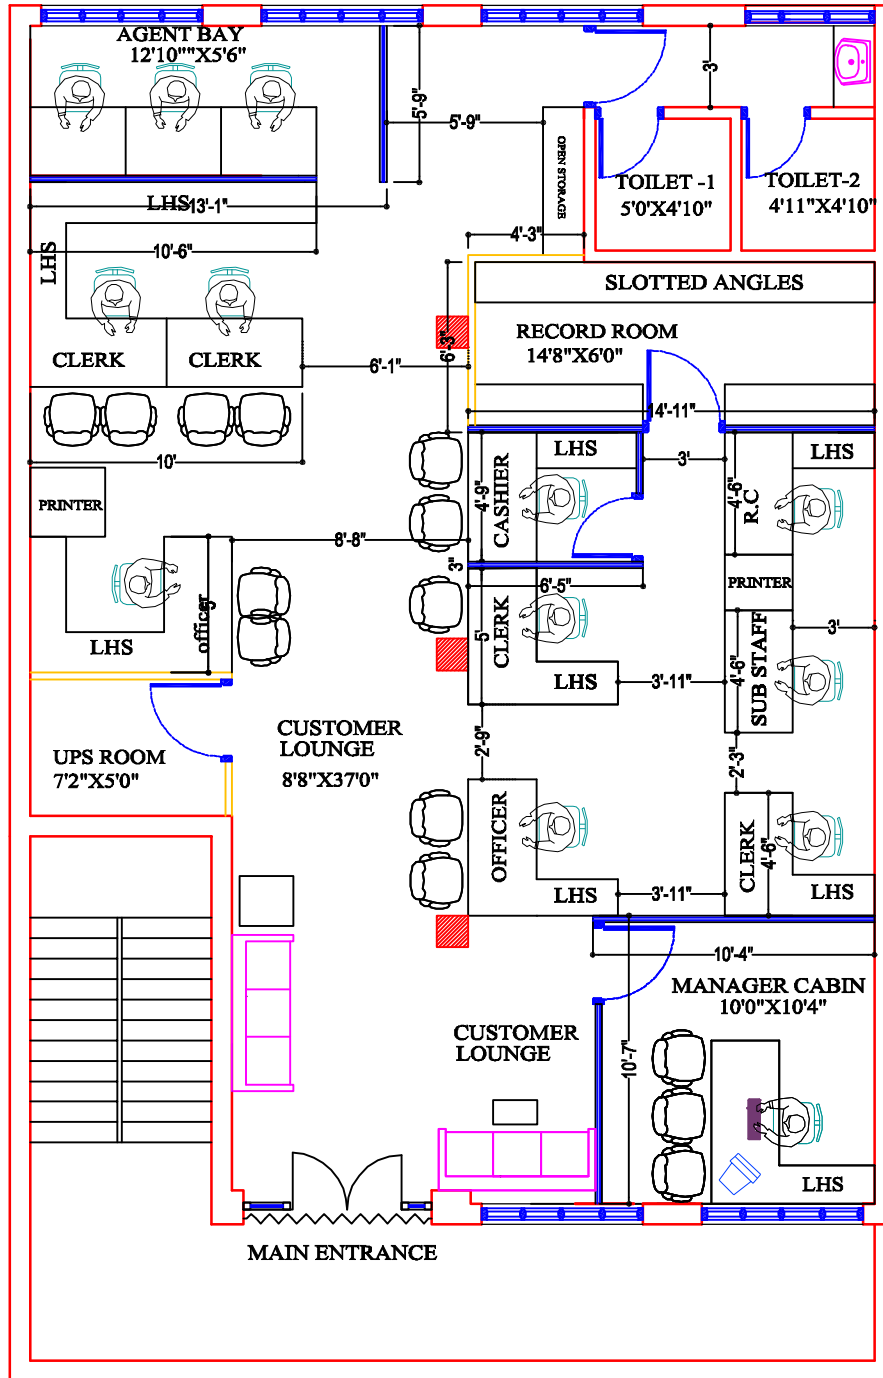 AGENT BAY
12'10""X5'6"
5'-9"
5'-9"
3'
OPEN STORAGE
TOILET -1
5'0'X4'10"
TOILET-2
4'11"X4'10"
LHS
13'-1"
LHS
10'-6"
4'-3"
SLOTTED ANGLES
RECORD ROOM
14'8"X6'0"
6'-3"
CLERK
CLERK
6'-1"
14'-11"
10'
PRINTER
CASHIER
4'-9"
LHS
3'
4'-6"
R.C
LHS
8'-8"
3"
6'-5"
officer
5'
LHS
CLERK
5'
LHS
PRINTER
SUB STAFF
4'-6"
3'
3'-11"
UPS ROOM
7'2"X5'0"
CUSTOMER
LOUNGE
8'8"X37'0"
2'-9"
2'-3"
OFFICER
LHS
3'-11"
CLERK
4'-6"
LHS
10'-4"
MANAGER CABIN
10'0"X10'4"
CUSTOMER
LOUNGE
10'-7"
LHS
MAIN ENTRANCE